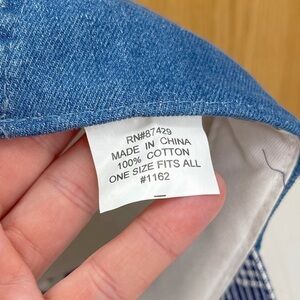 RN#87429
MADE IN CHINA
100% COTTON
ONE SIZE FITS ALL
#1162